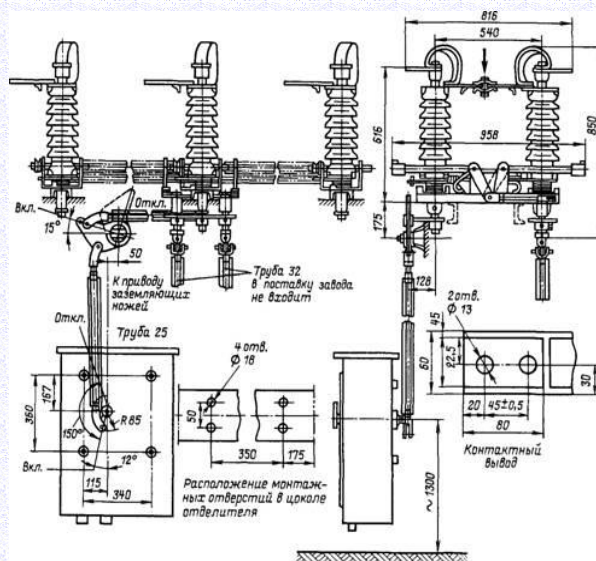 816
540
616
958
850
175
128
Вкл.
Откл.
15°
50
К приводу
заземляющих
ножей
Труба 32
в поставку завода
не входит
Откл.
Труба 25
4 отв.
Ф 18
360
167
R 85
150°
12°
Вкл.
115
340
50
350
175
Расположение монтаж-
ных отверстий в цоколе
отделителя
2 отв.
Ф 13
45
60
22,5
30
20
45±0,5
80
Контактный
вывод
~1300